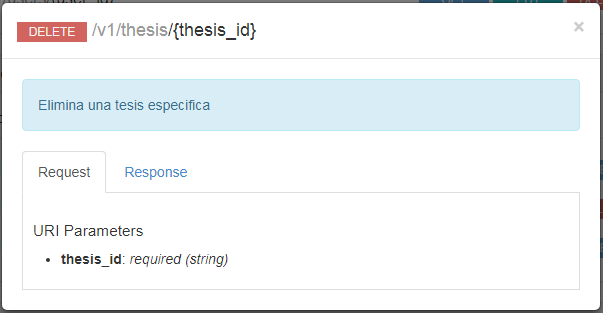 DELETE /v1/thesis/{thesis_id}
×
Elimina una tesis especifica
Request Response
URI Parameters
• thesis_id: required (string)